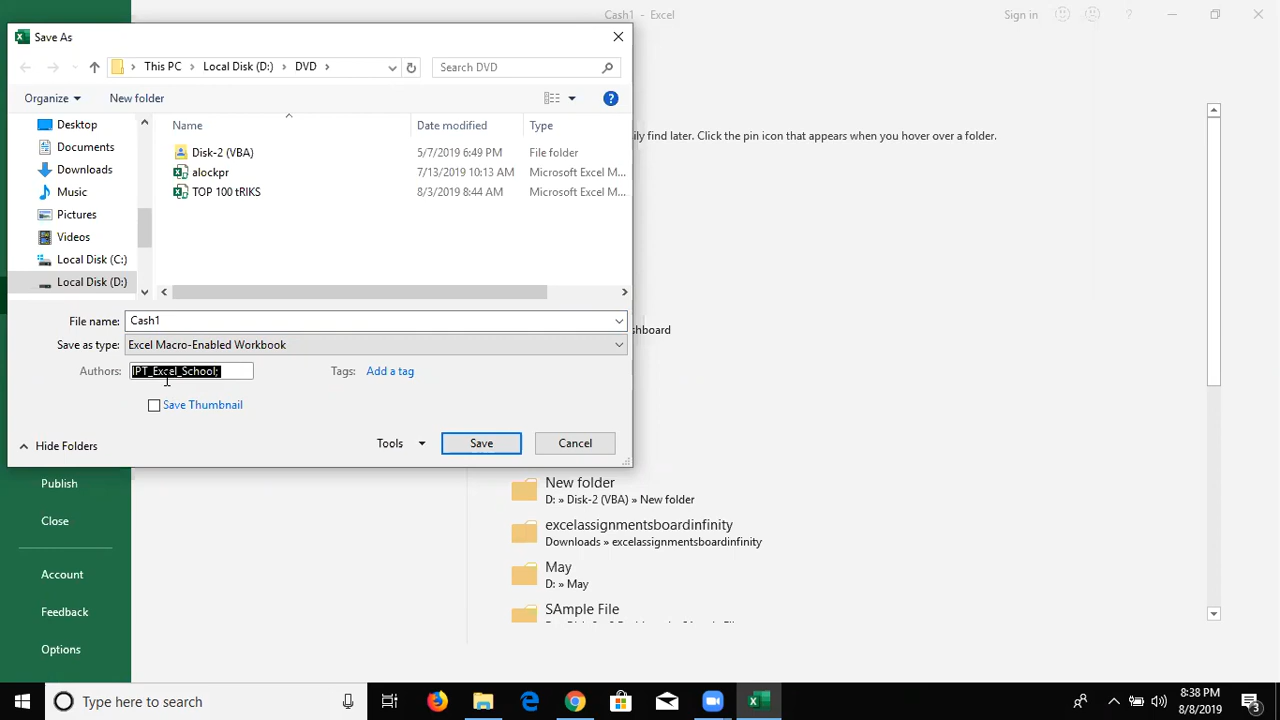 Cash1 - Excel
Sign in
?
Save As
This PC > Local Disk (D:) > DVD >
Search DVD
Organize
New folder
?
Desktop
Documents
Downloads
Music
Pictures
Videos
Local Disk (C:)
Local Disk (D:)
Name Date modified Type
Disk-2 (VBA) 5/7/2019 6:49 PM File folder
alockpr 7/13/2019 10:13 AM Microsoft Excel M...
TOP 100 tRIKS 8/3/2019 8:44 AM Microsoft Excel M...
ily find later. Click the pin icon that appears when you hover over a folder.
File name: Cash1
shboard
Save as type: Excel Macro-Enabled Workbook
Authors: IPT_Excel_School;
Tags: Add a tag
Save Thumbnail
Hide Folders
Tools
Save
Cancel
Publish
Close
Account
Feedback
Options
New folder
D: » Disk-2 (VBA) » New folder
excelassignmentsboardinfinity
Downloads » excelassignmentsboardinfinity
May
D: » May
SAmple File
Type here to search
8:38 PM
8/8/2019
3